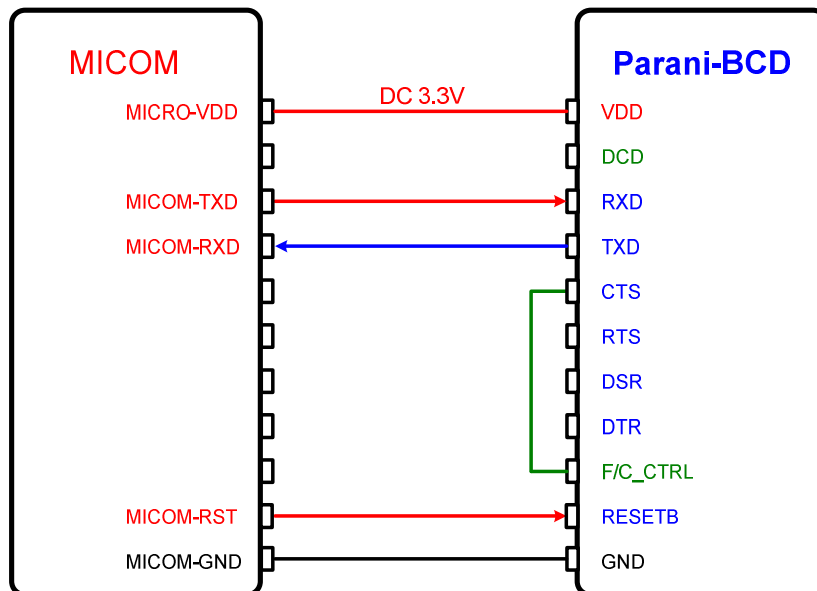 MICOM
Parani-BCD
MICRO-VDD
DC 3.3V
VDD
DCD
MICOM-TXD
RXD
MICOM-RXD
TXD
CTS
RTS
DSR
DTR
F/C_CTRL
MICOM-RST
RESETB
MICOM-GND
GND